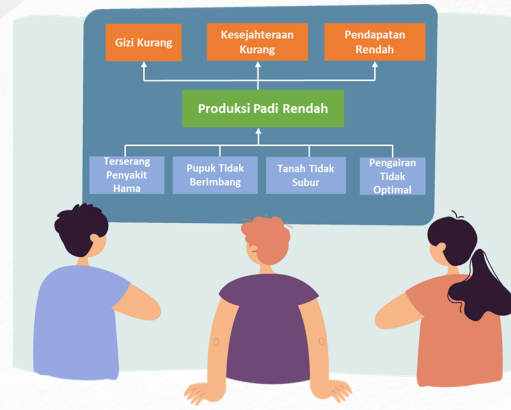 Gizi Kurang
Kesejahteraan
Kurang
Pendapatan
Rendah
Produksi Padi Rendah
Terserang
Penyakit
Hama
Pupuk Tidak
Berimbang
Tanah Tidak
Subur
Pengairan
Tidak
Optimal